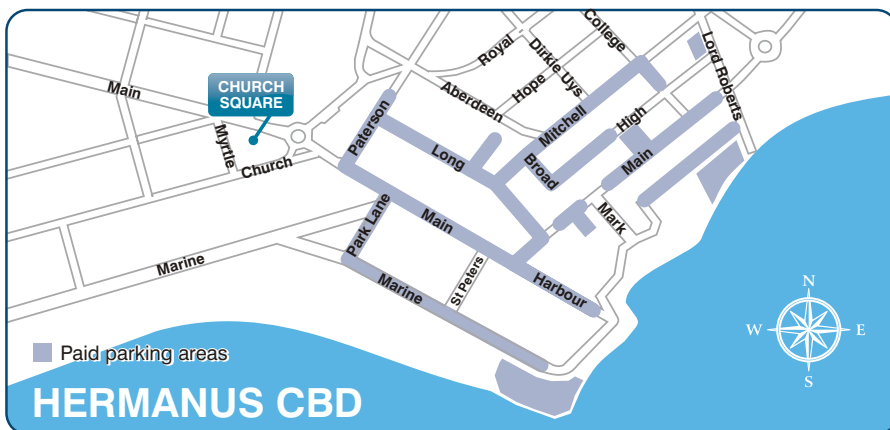 Royal
Dirkie Uys
College
Lord Roberts
Main
CHURCH
SQUARE
Hope
Aberdeen
Mitchell
High
Paterson
Myrtle
Church
Long
Broad
Main
Park Lane
Main
Mark
Marine
St Peters
Marine
Harbour
N
W
E
S
Paid parking areas
HERMANUS CBD